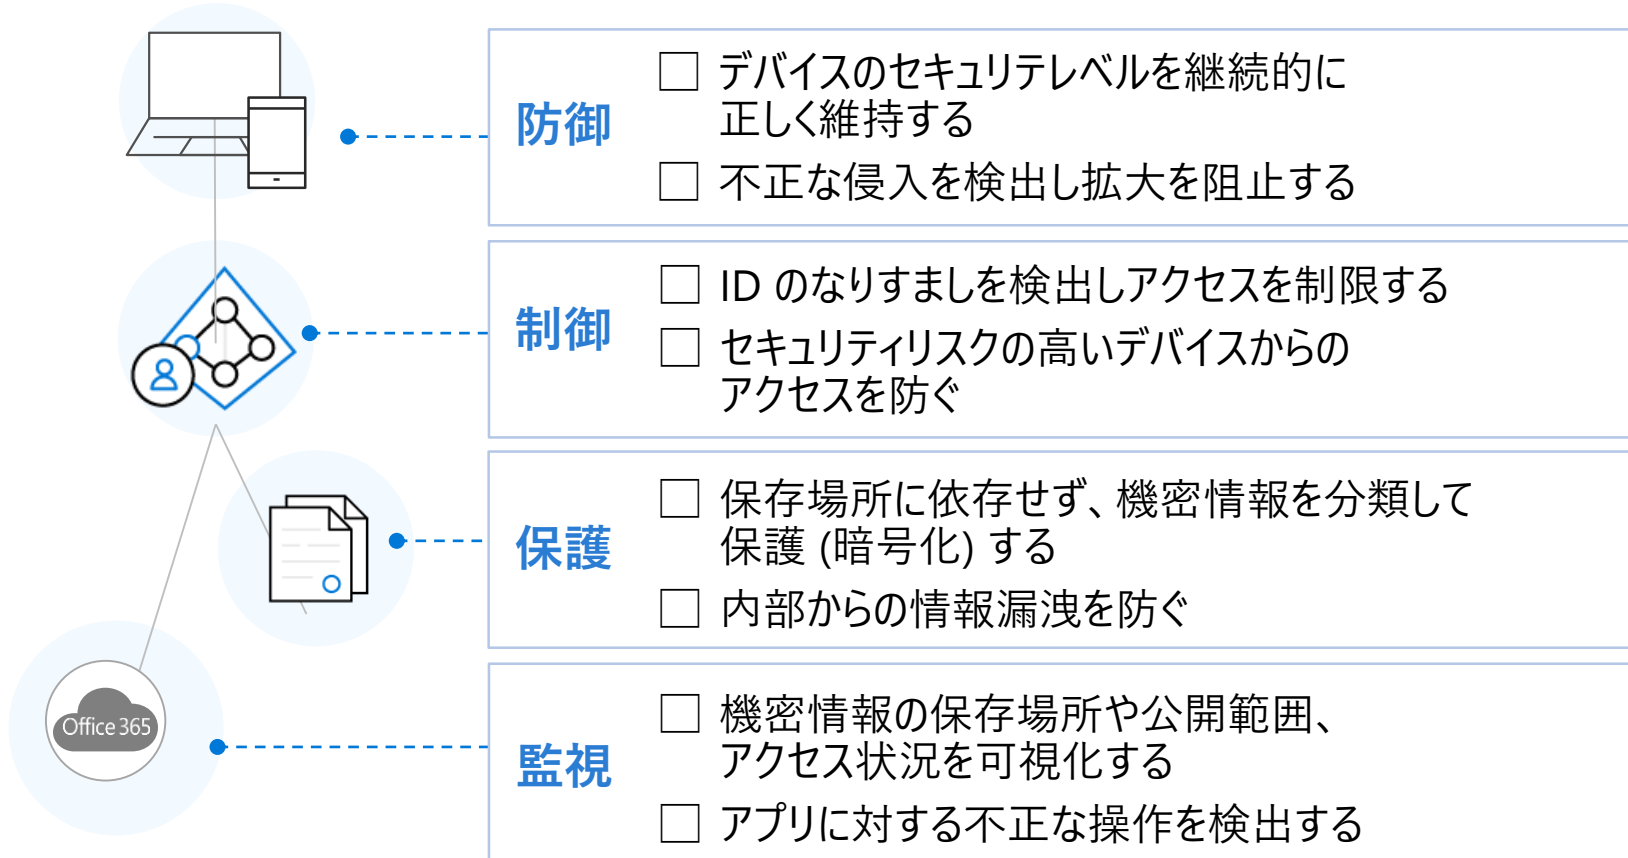 防御
□ デバイスのセキュリテレベルを継続的に
正しく維持する
□ 不正な侵入を検出し拡大を阻止する
制御
□ ID のなりすましを検出しアクセスを制限する
□ セキュリティリスクの高いデバイスからの
アクセスを防ぐ
保護
□ 保存場所に依存せず、機密情報を分類して
保護 (暗号化) する
□ 内部からの情報漏洩を防ぐ
Office 365
監視
□ 機密情報の保存場所や公開範囲、
アクセス状況を可視化する
□ アプリに対する不正な操作を検出する